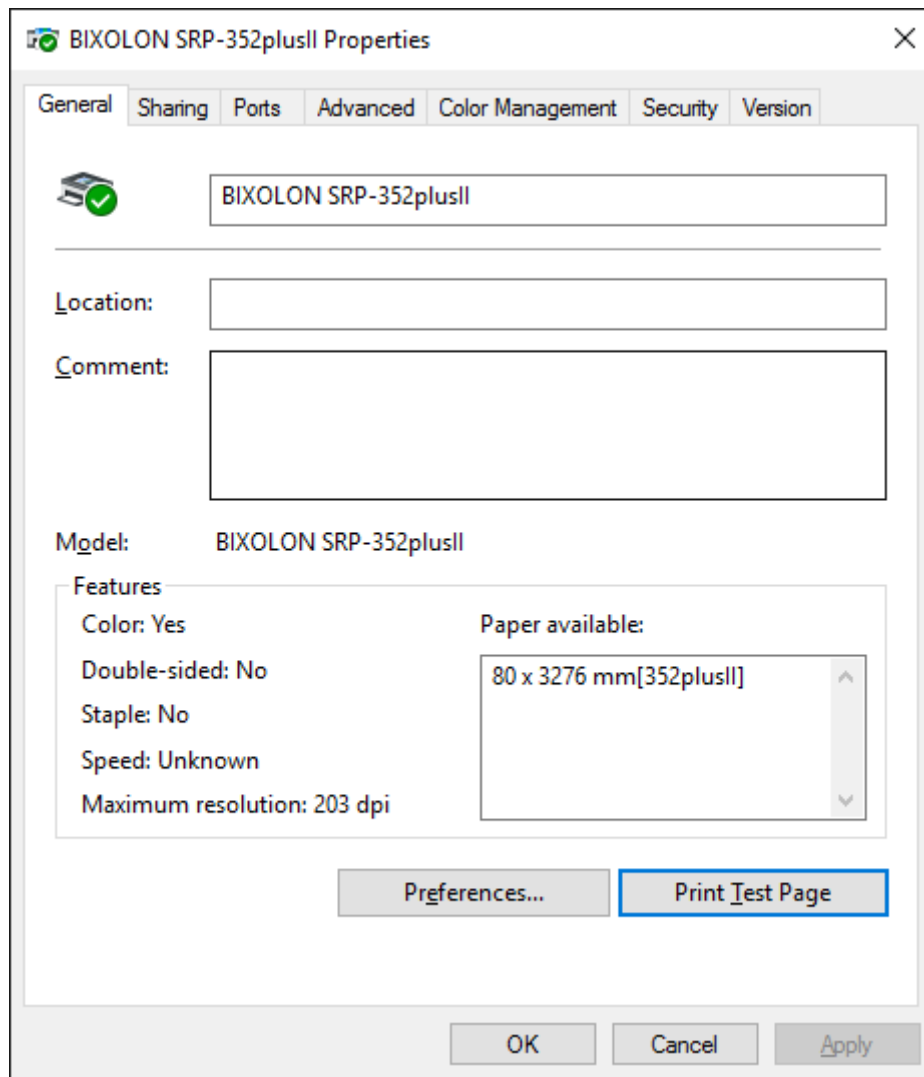 BIXOLON SRP-352plusII Properties
General Sharing Ports Advanced Color Management Security Version
BIXOLON SRP-352plusII
Location:
Comment:
Model: BIXOLON SRP-352plusII
Features
Color: Yes
Double-sided: No
Staple: No
Speed: Unknown
Maximum resolution: 203 dpi
Paper available:
80 x 3276 mm[352plusII]
Preferences... Print Test Page
OK Cancel Apply